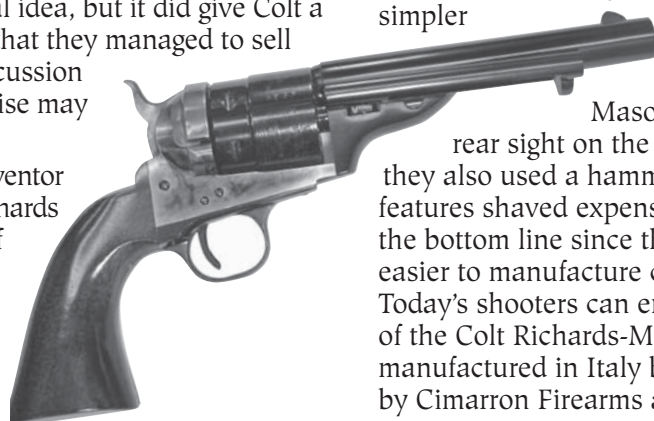 l idea, but it did give Colt a
hat they managed to sell
cussion
ise may
ventor
hards
simpler
Maso
rear sight on the
they also used a hamm
features shaved expens
the bottom line since th
easier to manufacture
Today's shooters can en
of the Colt Richards-M
manufactured in Italy b
by Cimarron Firearms a